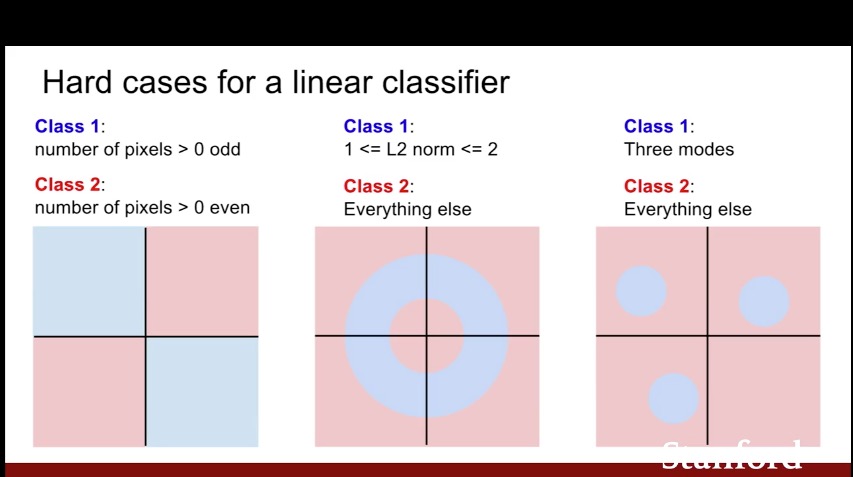 Hard cases for a linear classifier
Class 1:
number of pixels > 0 odd
Class 2:
number of pixels > 0 even
Class 1:
1 <= L2 norm <= 2
Class 2:
Everything else
Class 1:
Three modes
Class 2:
Everything else
Stanford